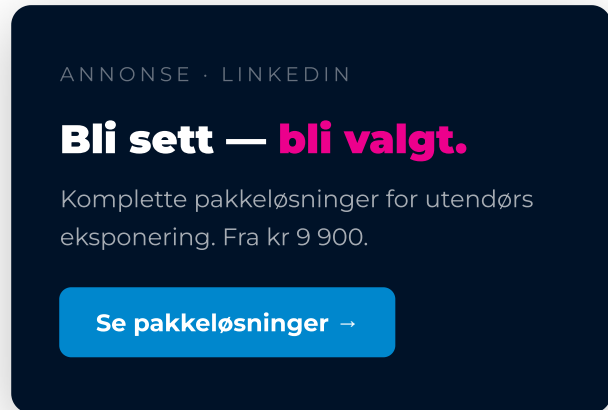 ANNONSE · LINKEDIN
Bli sett — bli valgt.
Komplette pakkeløsninger for utendørs
eksponering. Fra kr 9 900.
Se pakkeløsninger →